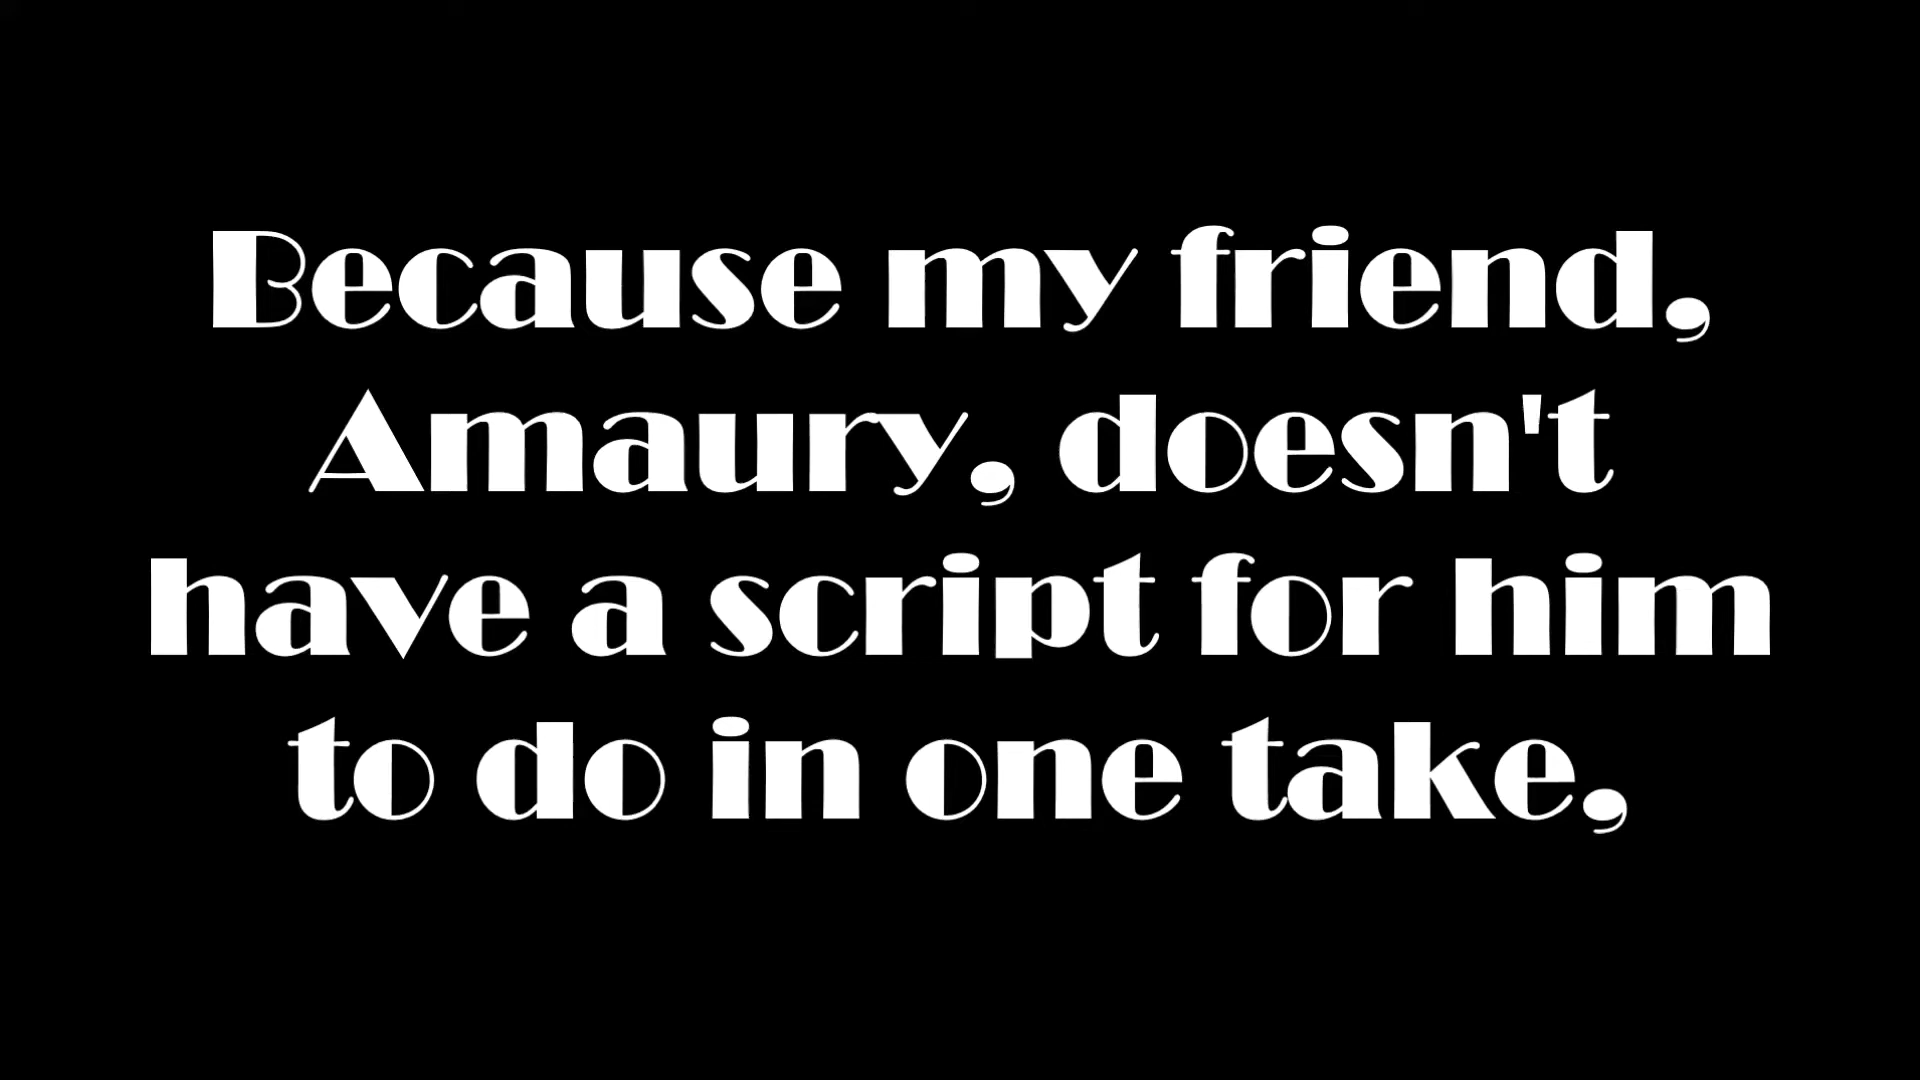 Because my friend,
Amaury, doesn't
have a script for him
to do in one take,